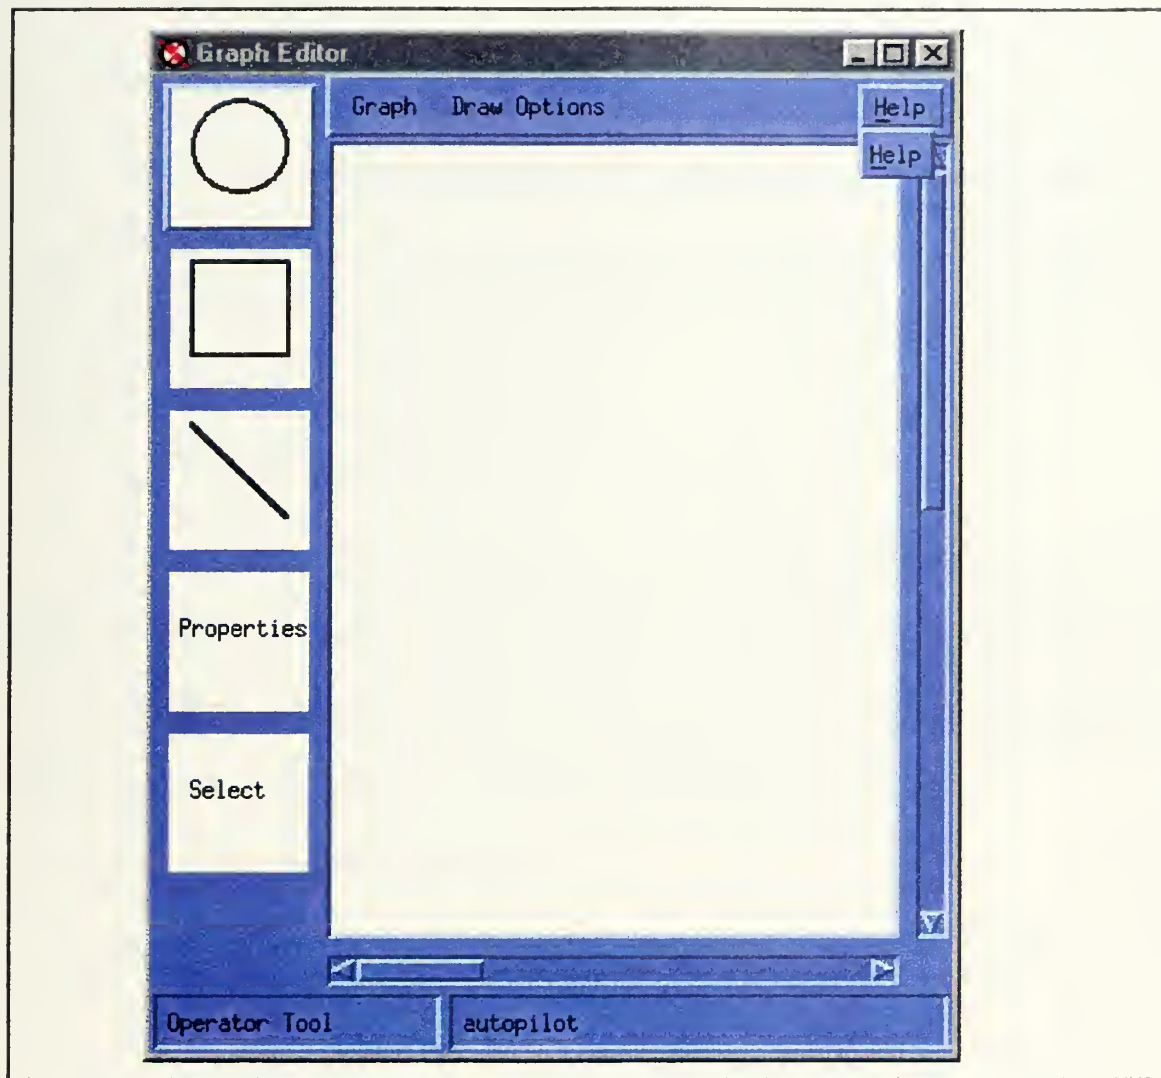 Graph Editor
Graph Draw Options Help
Help
Properties
Select
Operator Tool autopilot